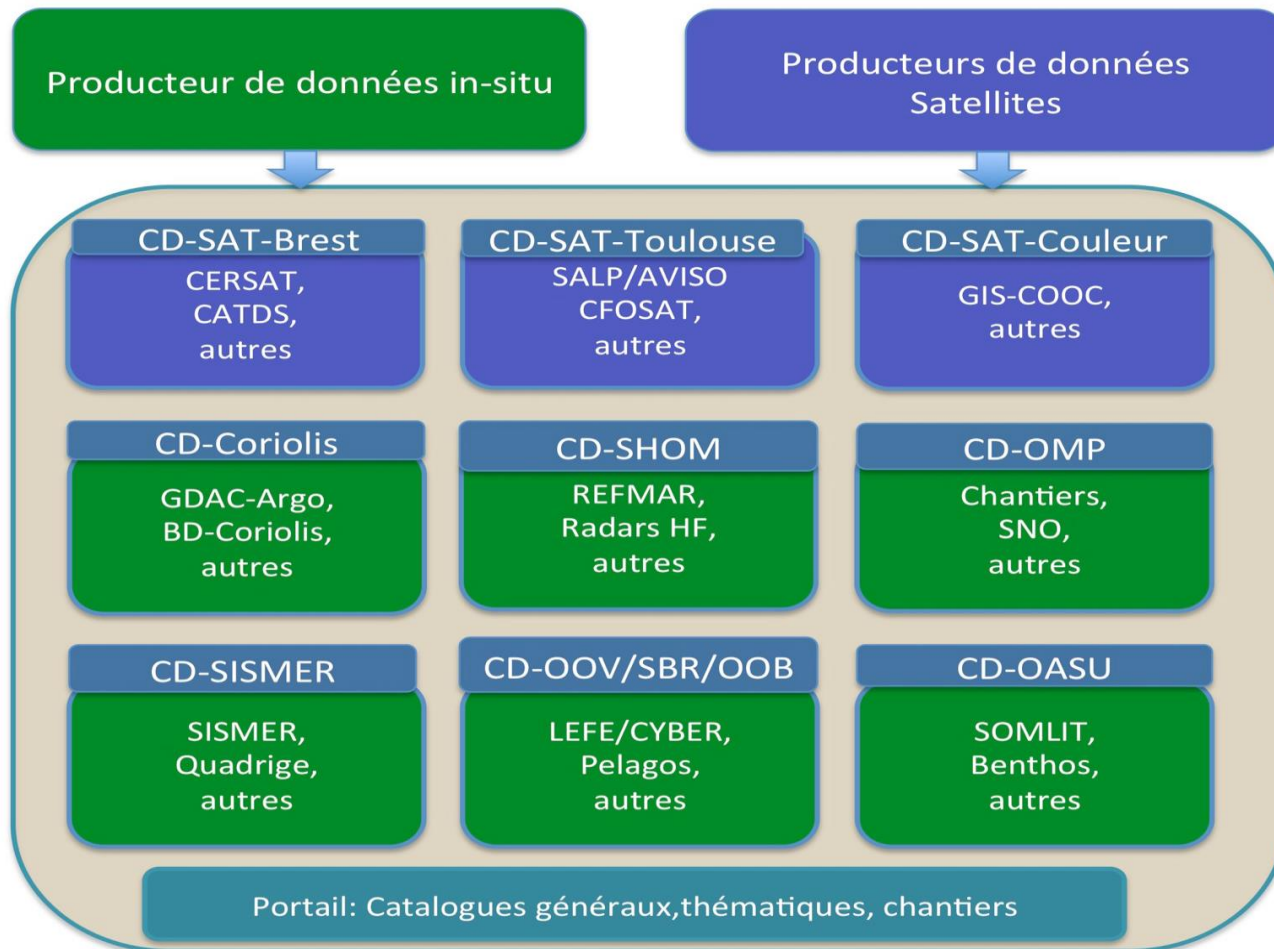 Producteur de données in-situ
Producteurs de données
Satellites
CD-SAT-Brest
CERSAT,
CATDS,
autres
CD-SAT-Toulouse
SALP/AVISO
CFOSAT,
autres
CD-SAT-Couleur
GIS-COOC,
autres
CD-Coriolis
GDAC-Argo,
BD-Coriolis,
autres
CD-SHOM
REFMAR,
Radars HF,
autres
CD-OMP
Chantiers,
SNO,
autres
CD-SISMER
SISMER,
Quadrige,
autres
CD-OOV/SBR/OOB
LEFE/CYBER,
Pelagos,
autres
CD-OASU
SOMLIT,
Benthos,
autres
Portail: Catalogues généraux,thématiques, chantiers